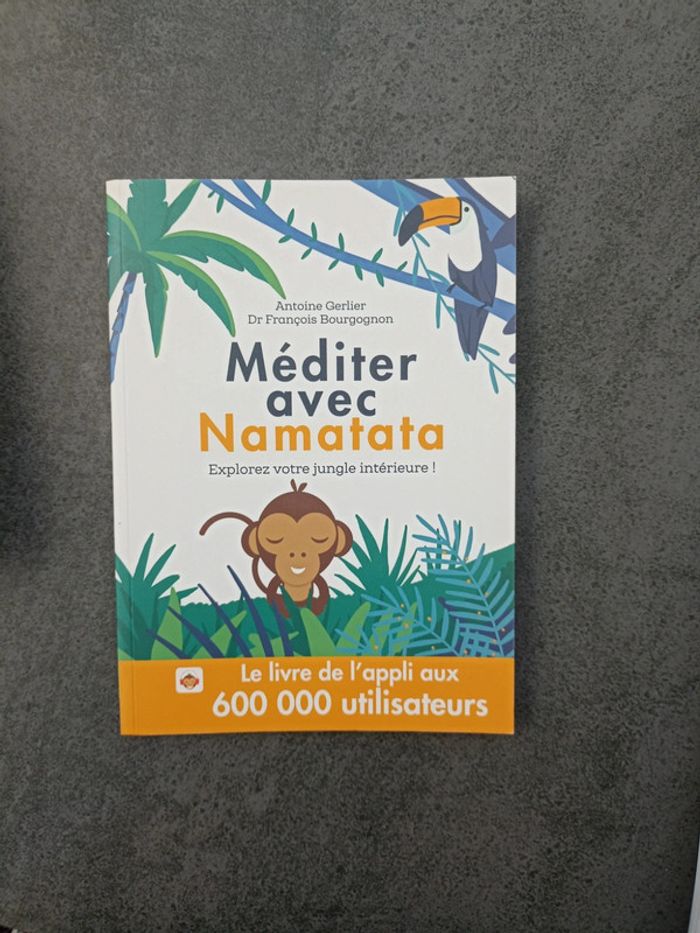 Antoine Gerlier
Dr François Bourgognon
Méditer
avec
Namatata
Explorez votre jungle intérieure !
Le livre de l'appli aux
600 000 utilisateurs